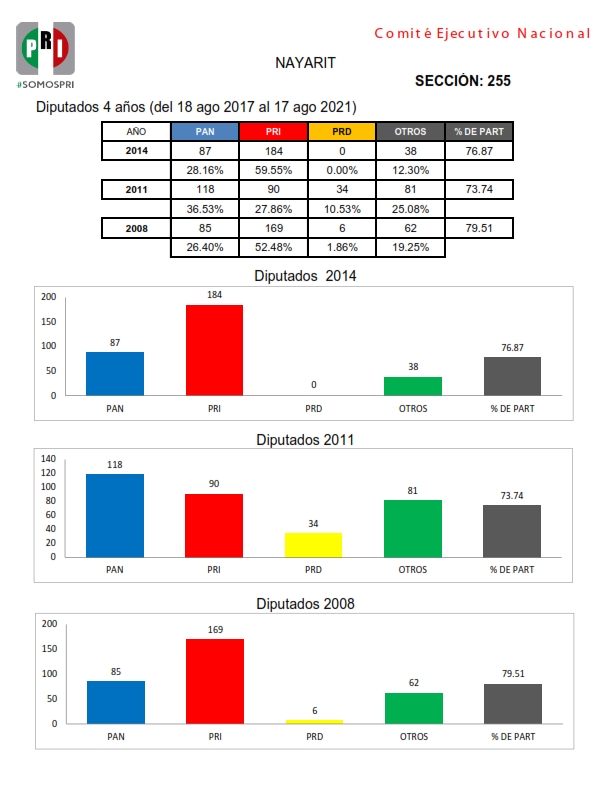 PRI
#SOMOSPRI
Comité Ejecutivo Nacional
NAYARIT
SECCIÓN: 255
Diputados 4 años (del 18 ago 2017 al 17 ago 2021)
AÑO PAN PRI PRD OTROS % DE PART
2014 87 184 0 38 76.87
28.16% 59.55% 0.00% 12.30%
2011 118 90 34 81 73.74
36.53% 27.86% 10.53% 25.08%
2008 85 169 6 62 79.51
26.40% 52.48% 1.86% 19.25%
Diputados 2014
200
150
100
50
0
87 184 0 38 76.87
PAN PRI PRD OTROS % DE PART
Diputados 2011
140
120
100
80
60
40
20
0
118 90 34 81 73.74
PAN PRI PRD OTROS % DE PART
Diputados 2008
200
150
100
50
0
85 169 6 62 79.51
PAN PRI PRD OTROS % DE PART